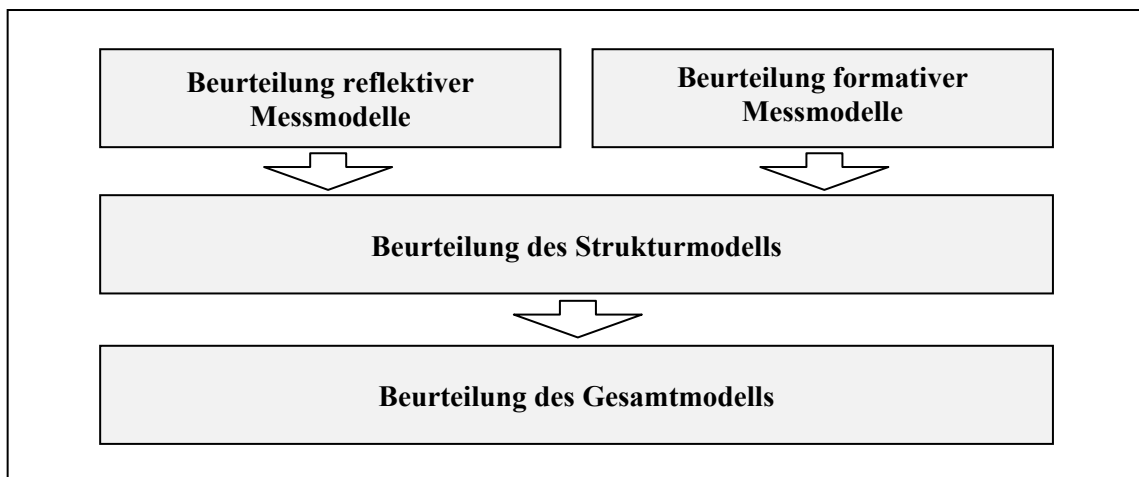 Beurteilung reflektiver
Messmodelle
Beurteilung formativer
Messmodelle
Beurteilung des Strukturmodells
Beurteilung des Gesamtmodells